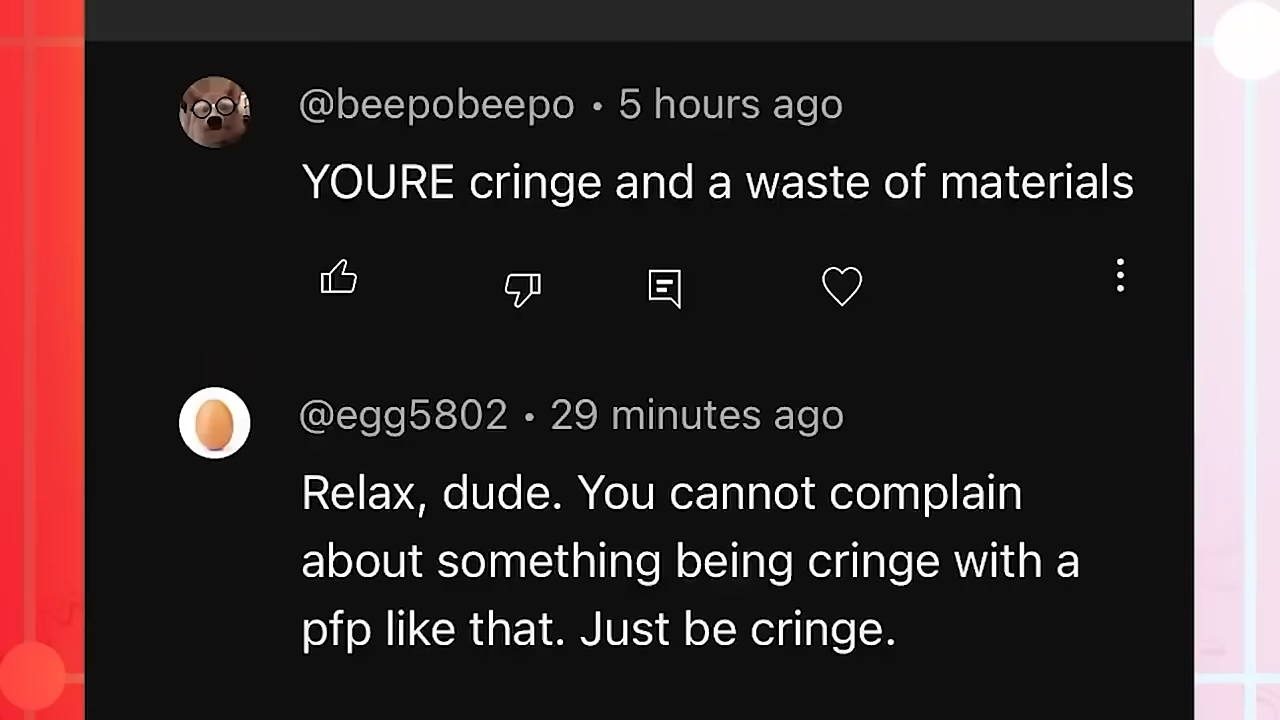 @beepobeepo • 5 hours ago
YOURE cringe and a waste of materials
@egg5802 • 29 minutes ago
Relax, dude. You cannot complain
about something being cringe with a
pfp like that. Just be cringe.